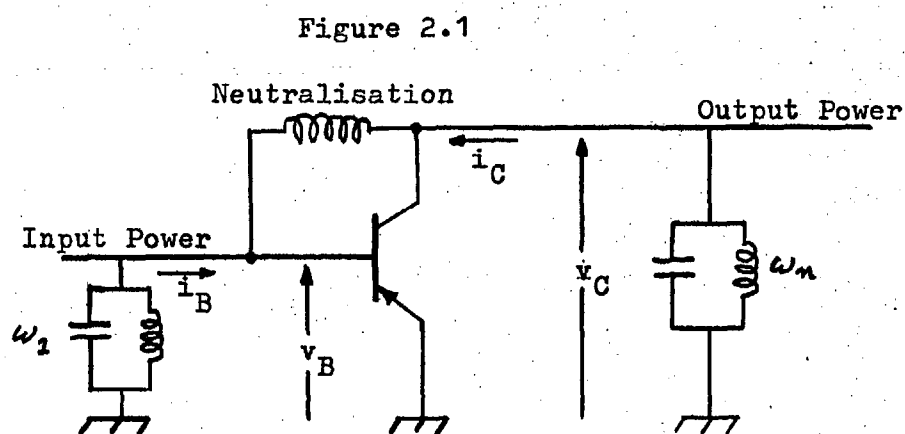 Figure 2.1
Neutralisation
Output Power
i_C
Input Power
i_B
v_B
v_C
ω_1
ω_n